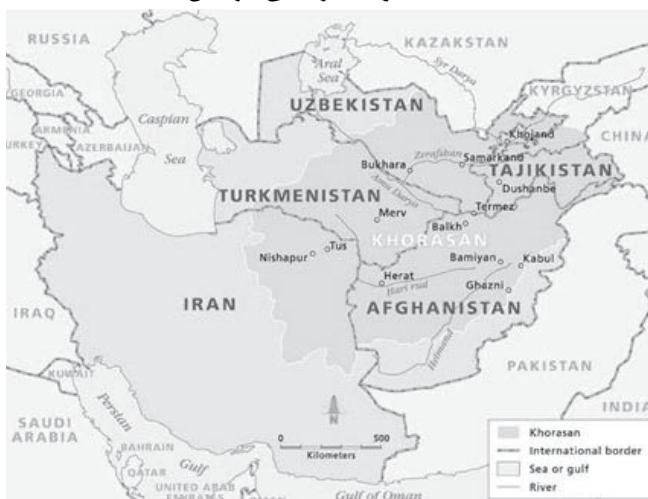 RUSSIA
KAZAKSTAN
Aral
Sea
Syr Darya
GEORGIA
UZBEKISTAN
KYRGYZSTAN
Caspian
Sea
ARMENIA
TURKEY
AZERBAIJAN
Khojand
CHINA
Zerafshan
Bukhara
Samarkand
TAJIKISTAN
Dushanbe
TURKMENISTAN
Amu Darya
Termez
Merv
Balkh
KHORASAN
Tus
Nishapur
Bamiyan
Kabul
Herat
Hari rud
Ghazni
IRAN
AFGHANISTAN
Helmand
IRAQ
PAKISTAN
KUWAIT
Persian
Gulf
SAUDI
ARABIA
N
0 500
Kilometers
INDIA
BAHRAIN
QATAR
UNITED ARAB
Gulf of Oman
Khorasan
International border
Sea or gulf
River